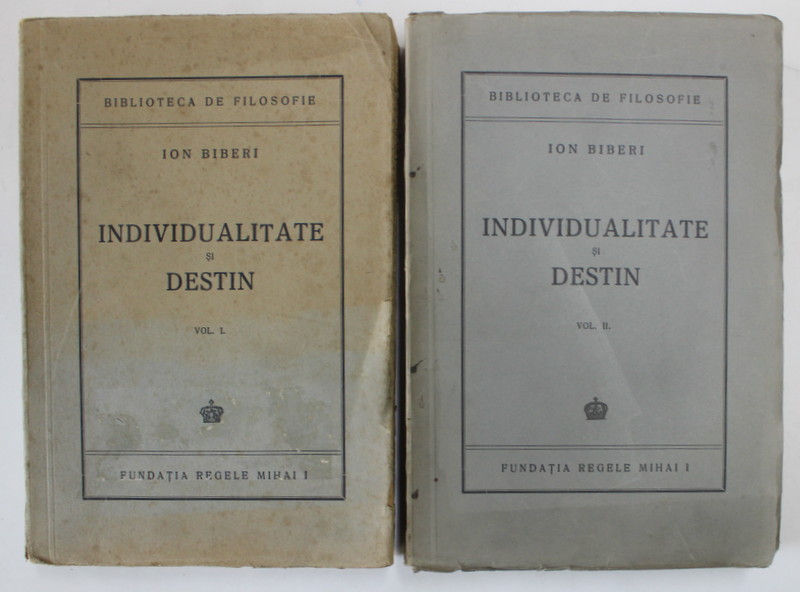 BIBLIOTECA DE FILOSOFIE
ION BIBERI
INDIVIDUALITATE
ȘI
DESTIN
VOL. I.
FUNDAȚIA REGELE MIHAI I
BIBLIOTECA DE FILOSOFIE
ION BIBERI
INDIVIDUALITATE
ȘI
DESTIN
VOL. II.
FUNDAȚIA REGELE MIHAI I